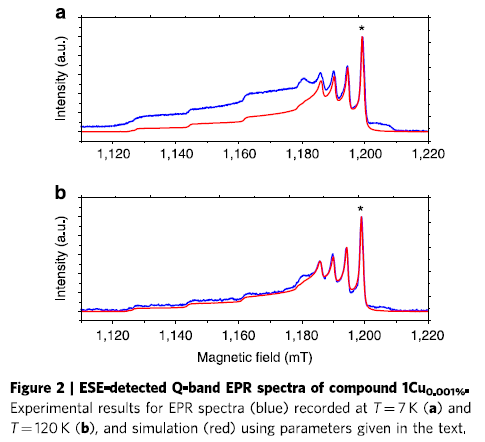 a
*
Intensity (a.u.)
1,120 1,140 1,160 1,180 1,200 1,220
b
*
Intensity (a.u.)
1,120 1,140 1,160 1,180 1,200 1,220
Magnetic field (mT)
Figure 2 | ESE-detected Q-band EPR spectra of compound 1Cu0.001%.
Experimental results for EPR spectra (blue) recorded at T = 7 K (a) and
T = 120 K (b), and simulation (red) using parameters given in the text.